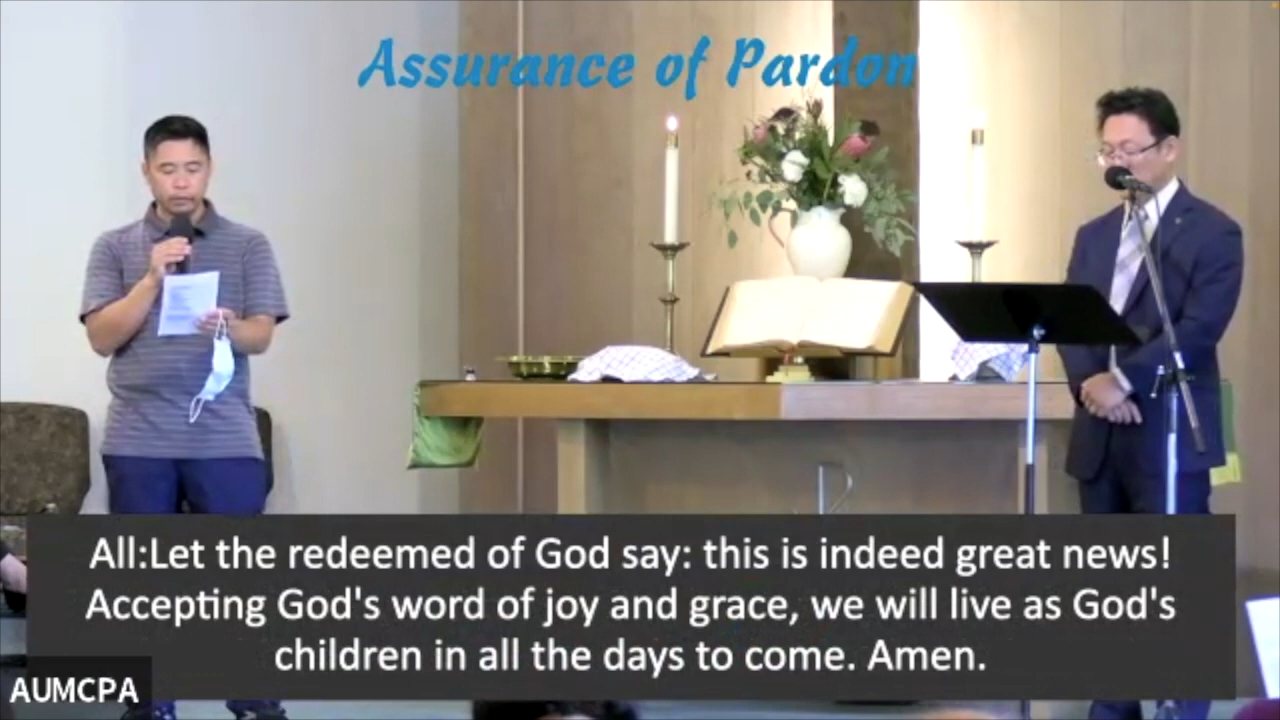 Assurance of Pardon
All:Let the redeemed of God say: this is indeed great news!
Accepting God's word of joy and grace, we will live as God's
children in all the days to come. Amen.
AUMCPA